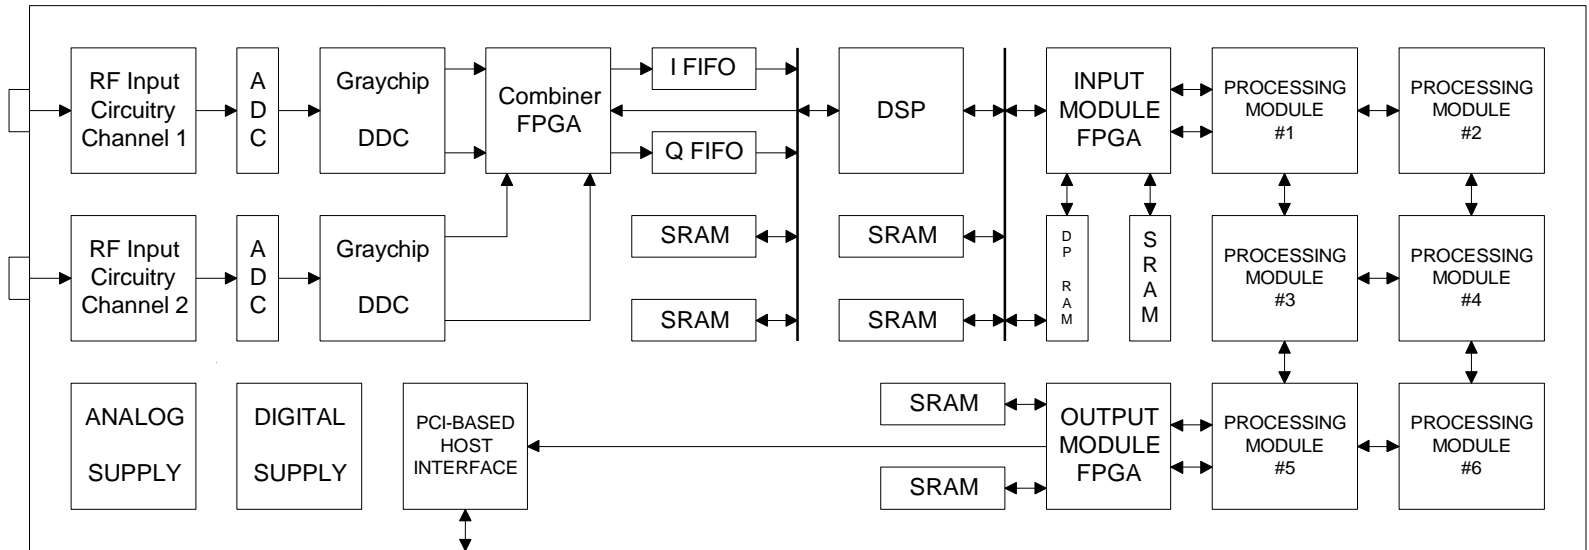 RF Input
Circuitry
Channel 1
A
D
C
Graychip
DDC
Combiner
FPGA
I FIFO
Q FIFO
DSP
INPUT
MODULE
FPGA
PROCESSING
MODULE
#1
PROCESSING
MODULE
#2
RF Input
Circuitry
Channel 2
A
D
C
Graychip
DDC
SRAM
SRAM
SRAM
SRAM
DP
RAM
SRAM
PROCESSING
MODULE
#3
PROCESSING
MODULE
#4
ANALOG
SUPPLY
DIGITAL
SUPPLY
PCI-BASED
HOST
INTERFACE
SRAM
SRAM
OUTPUT
MODULE
FPGA
PROCESSING
MODULE
#5
PROCESSING
MODULE
#6